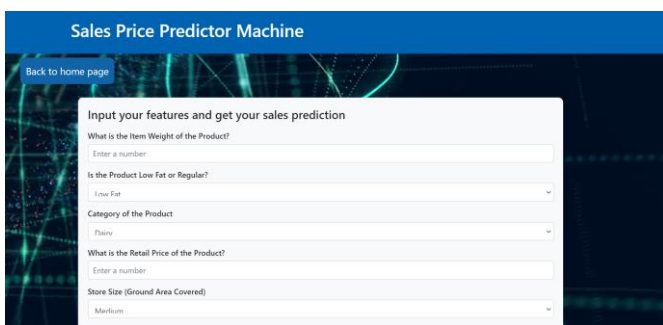 Sales Price Predictor Machine
Back to home page
Input your features and get your sales prediction
What is the Item Weight of the Product?
Enter a number
Is the Product Low Fat or Regular?
Low Fat
Category of the Product
Dairy
What is the Retail Price of the Product?
Enter a number
Store Size (Ground Area Covered)
Medium